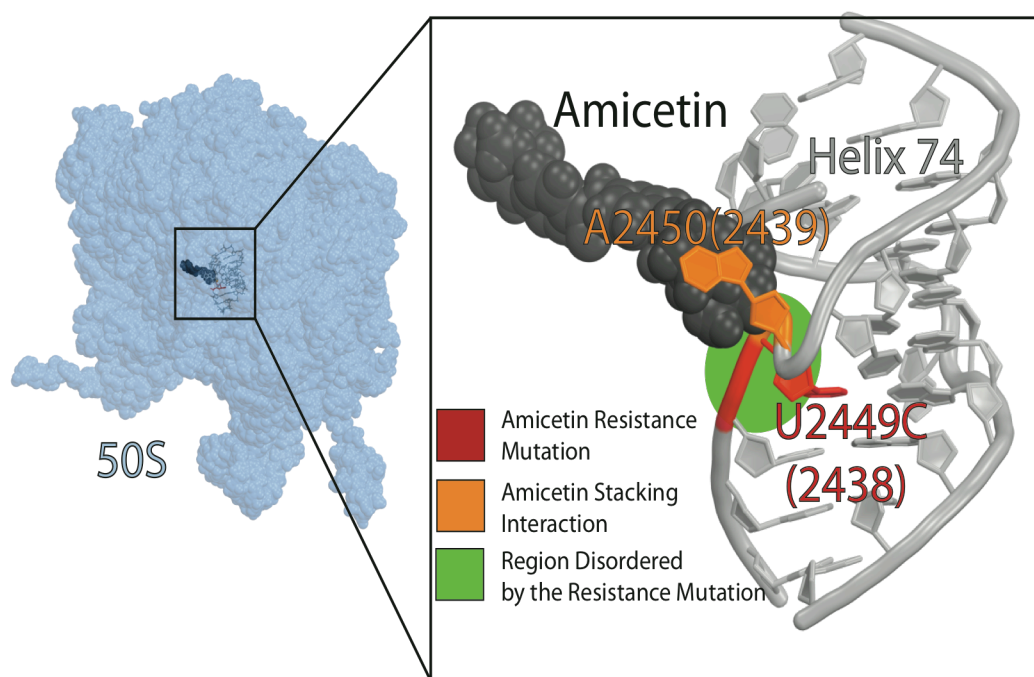 Amicetin
Helix 74
A2450(2439)
50S
U2449C
(2438)
Amicetin Resistance
Mutation
Amicetin Stacking
Interaction
Region Disordered
by the Resistance Mutation